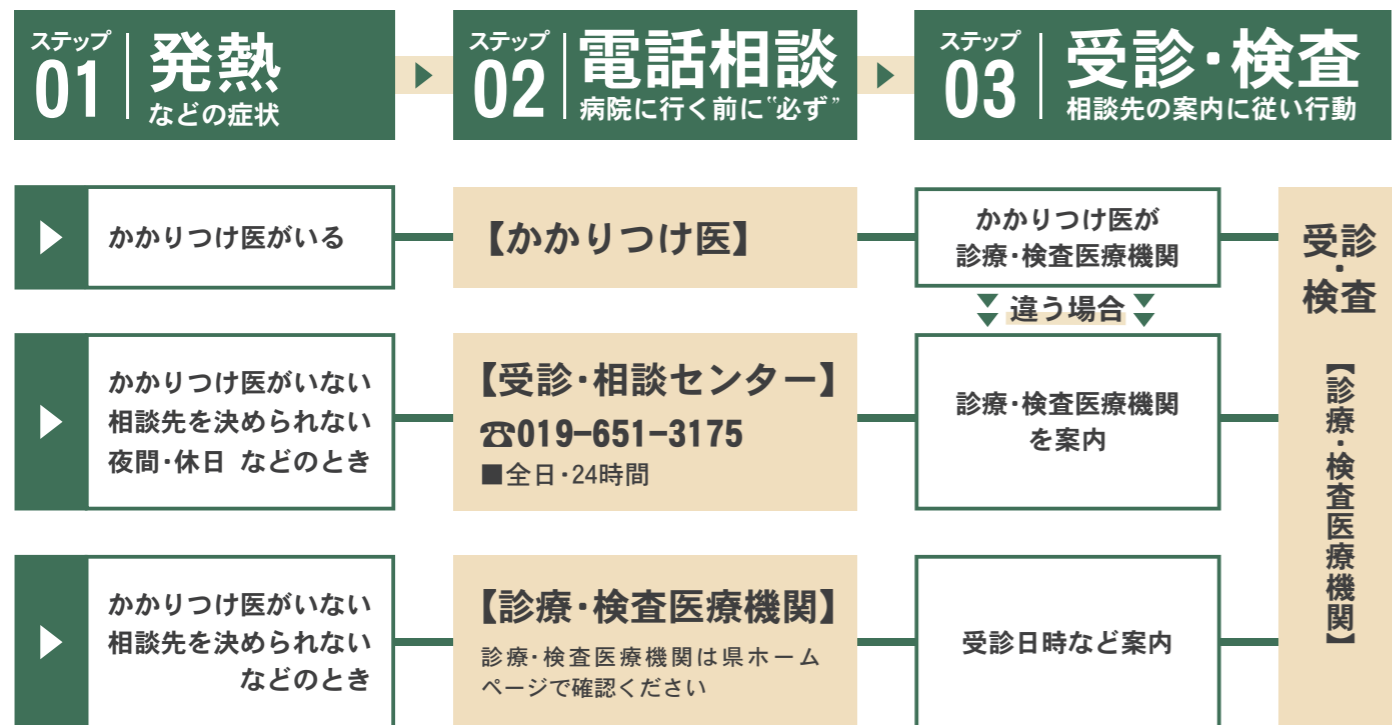 ステップ
01
発熱
などの症状
ステップ
02
電話相談
病院に行く前に“必ず”
ステップ
03
受診・検査
相談先の案内に従い行動
かかりつけ医がいる
【かかりつけ医】
かかりつけ医が
診療・検査医療機関
違う場合
かかりつけ医がいない
相談先を決められない
夜間・休日 などのとき
【受診・相談センター】
☎019-651-3175
■全日・24時間
診療・検査医療機関
を案内
かかりつけ医がいない
相談先を決められない
などのとき
【診療・検査医療機関】
診療・検査医療機関は県ホーム
ページで確認ください
受診日時など案内
受診
・
検査
【診療・検査医療機関】